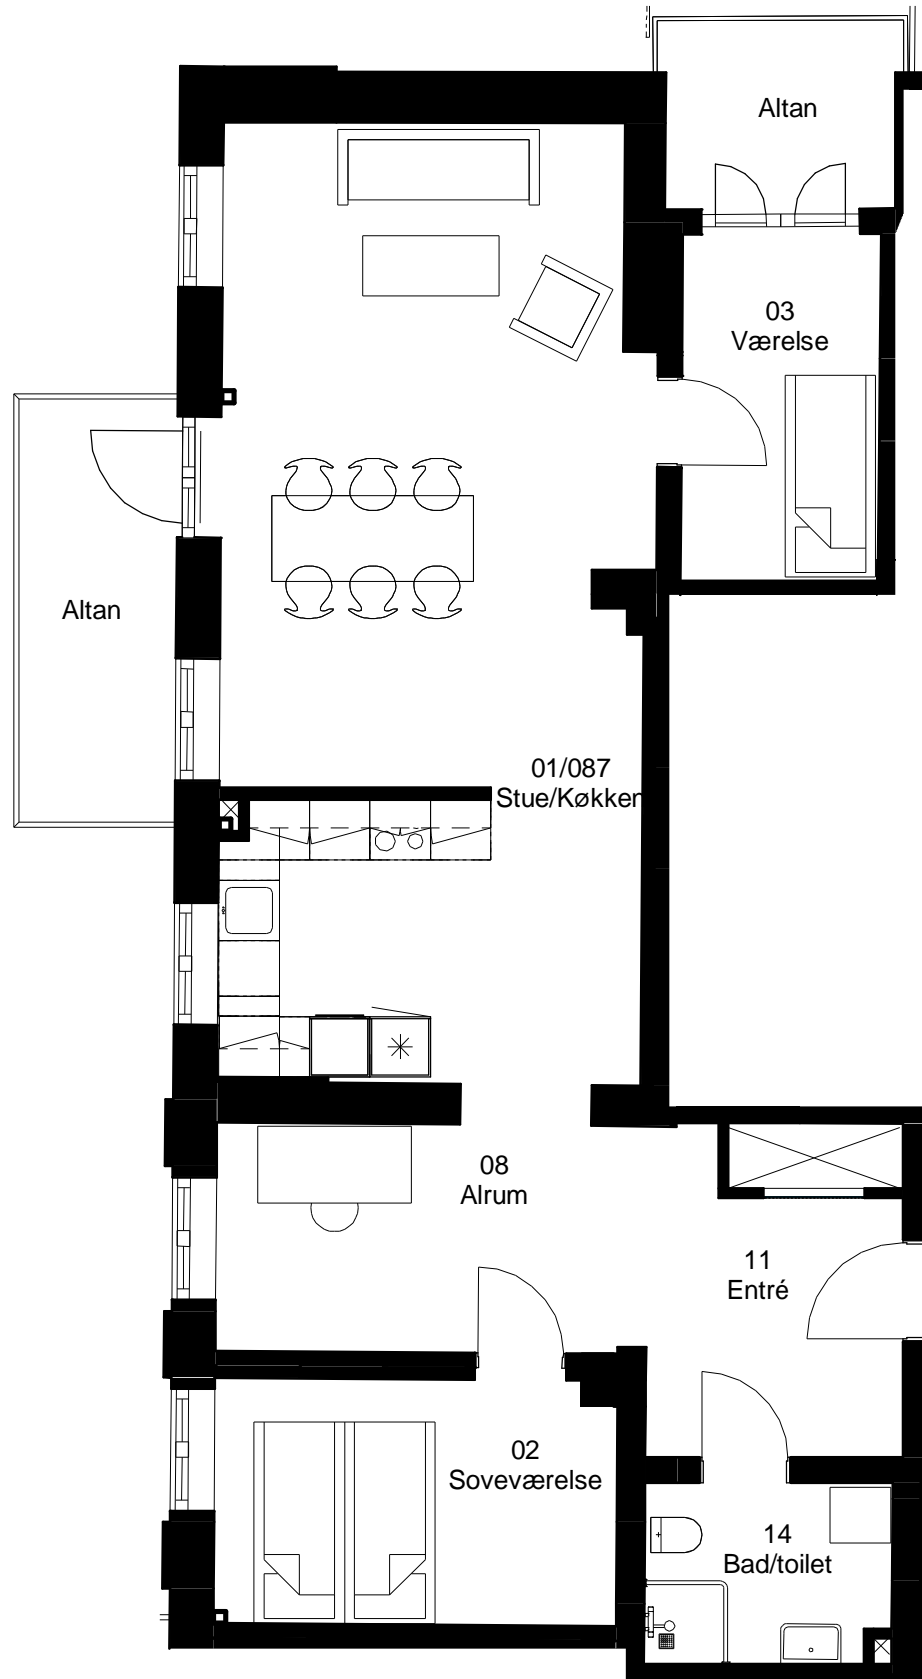 Altan
03
Værelse
Altan
01/087
Stue/Køkken
08
Alrum
11
Entré
02
Soveværelse
14
Bad/toilet